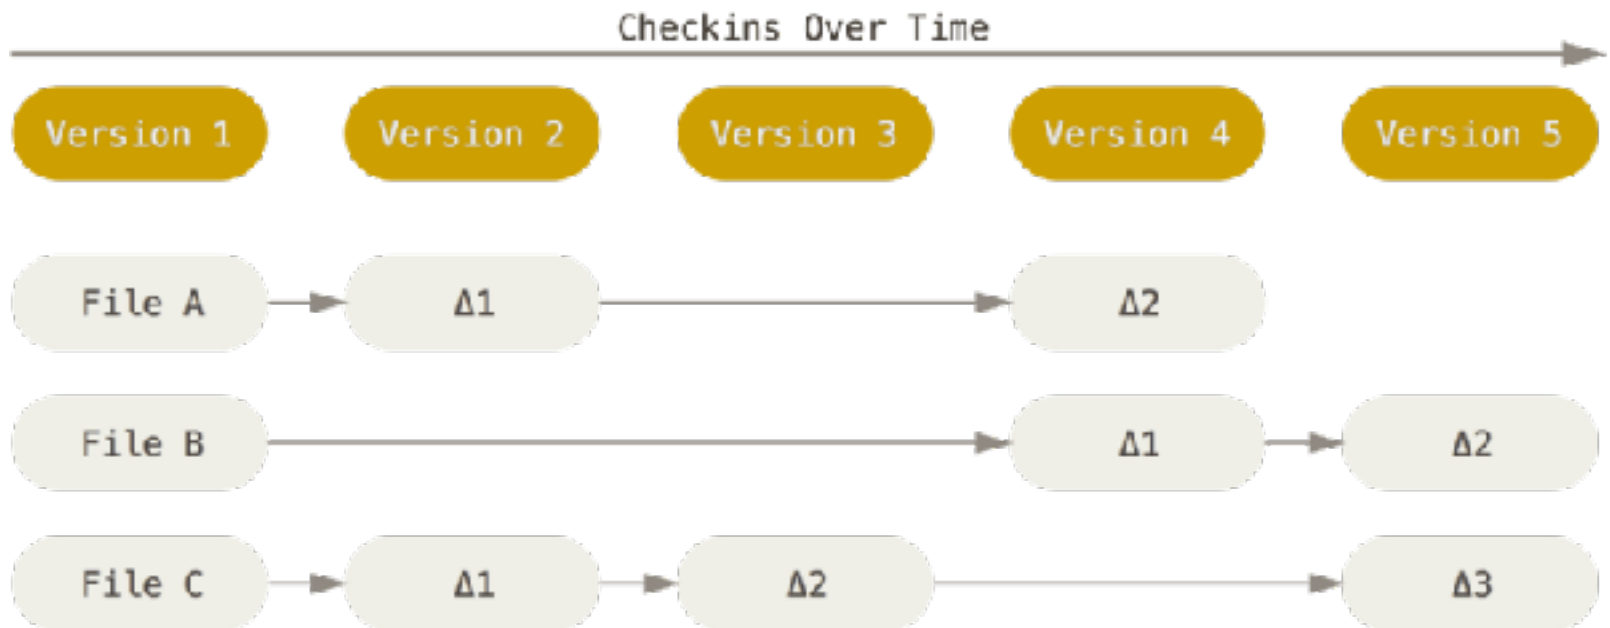 Checkins Over Time
Version 1 Version 2 Version 3 Version 4 Version 5
File A Δ1 Δ2
File B Δ1 Δ2
File C Δ1 Δ2 Δ3